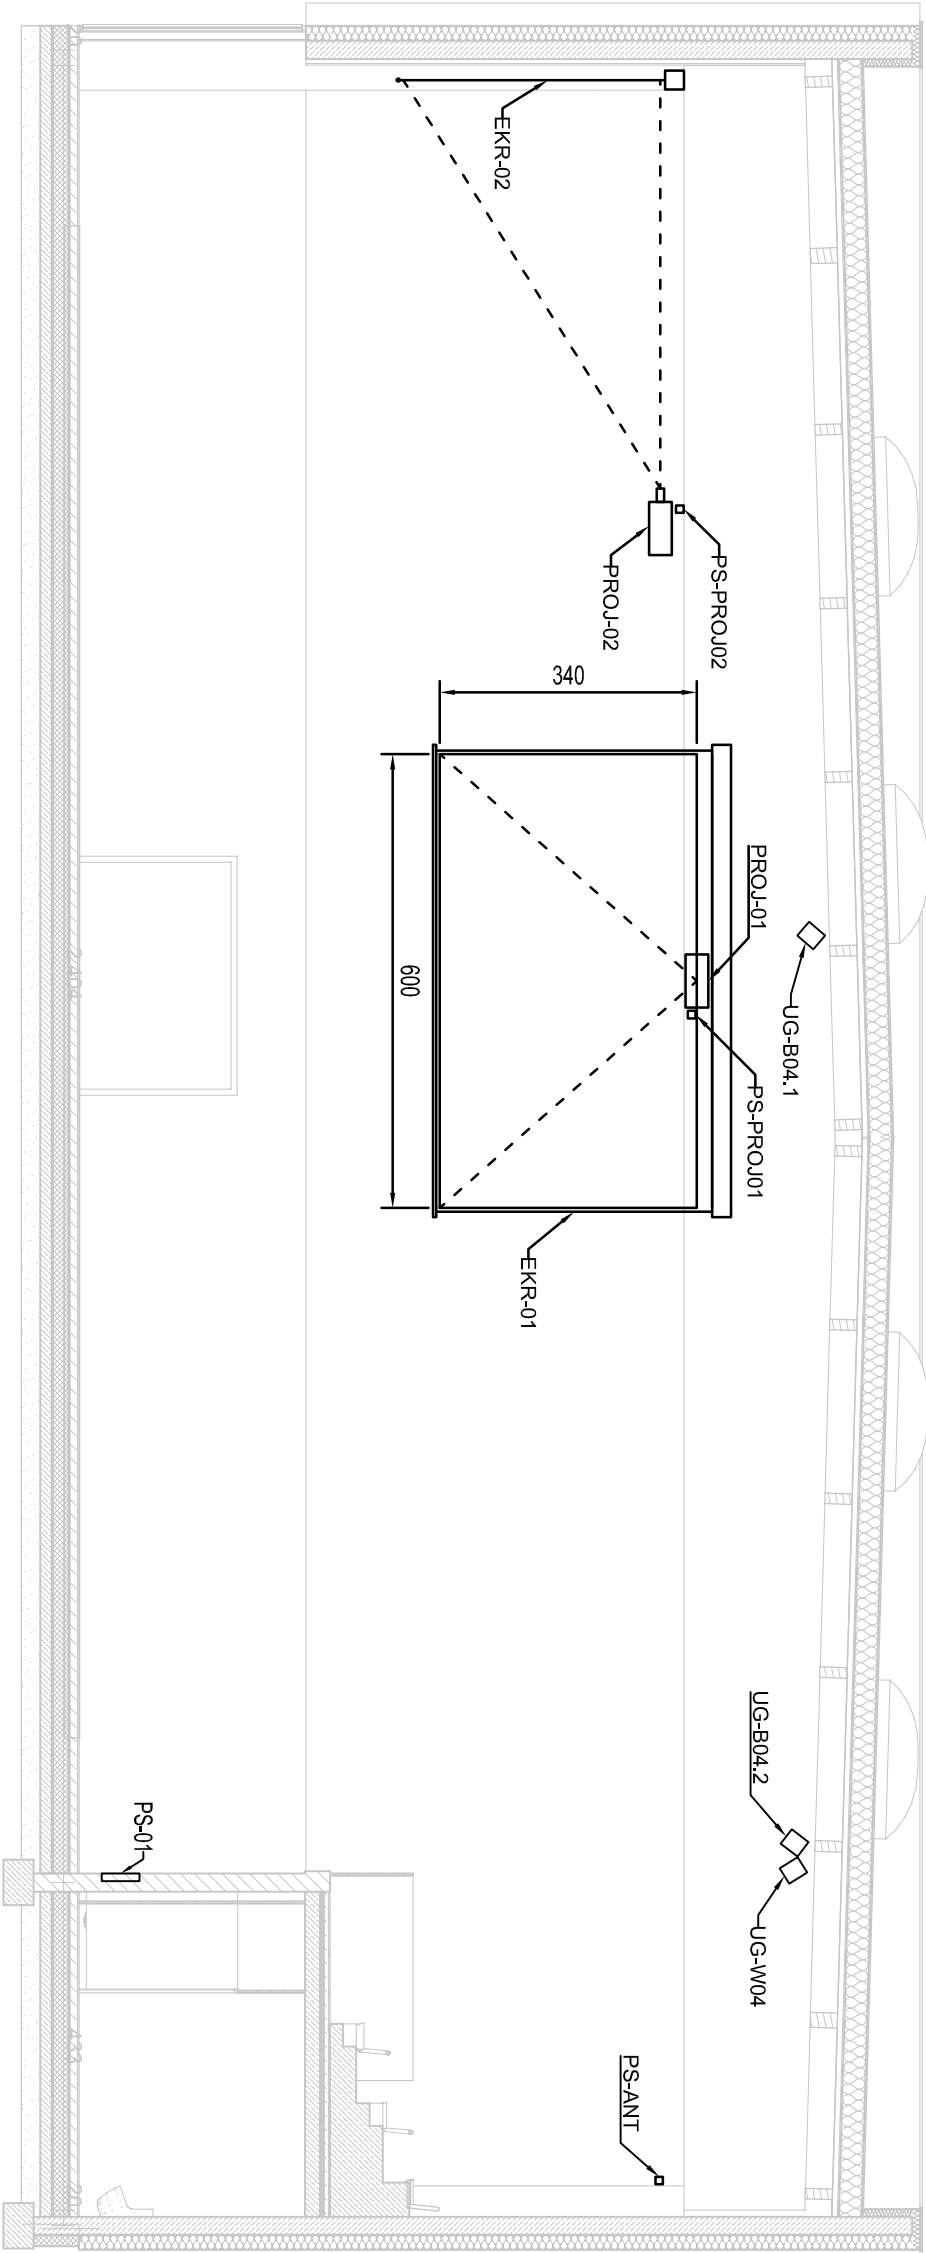 EKR-02
PS-PROJ02
PROJ-02
340
PROJ-01
UG-B04.1
600
PS-PROJ01
EKR-01
UG-B04.2
PS-01
UG-W04
PS-ANT